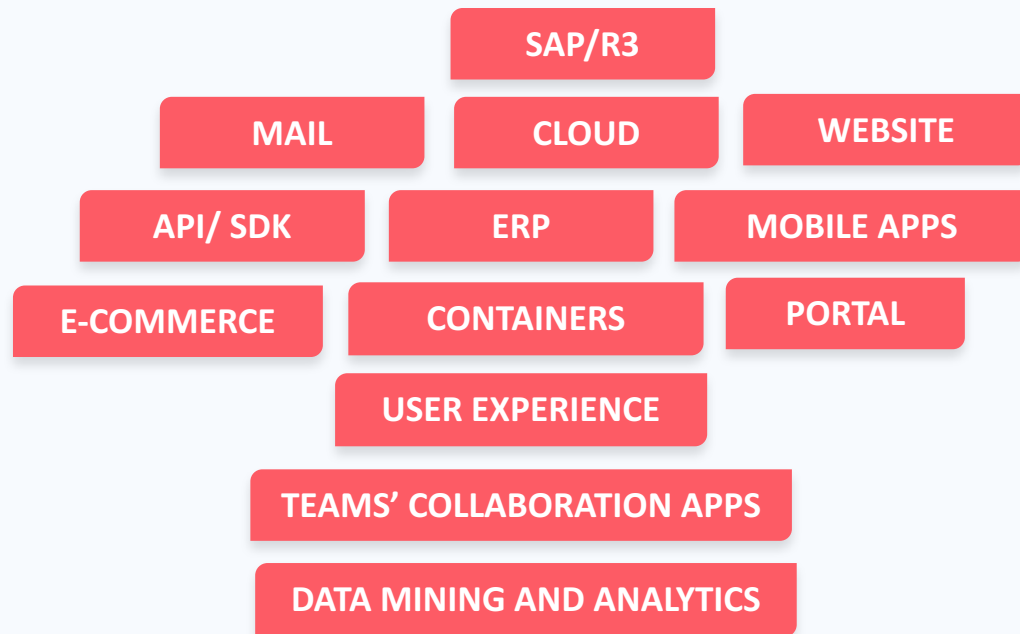 SAP/R3
MAIL
CLOUD
WEBSITE
API/ SDK
ERP
MOBILE APPS
E-COMMERCE
CONTAINERS
PORTAL
USER EXPERIENCE
TEAMS’ COLLABORATION APPS
DATA MINING AND ANALYTICS